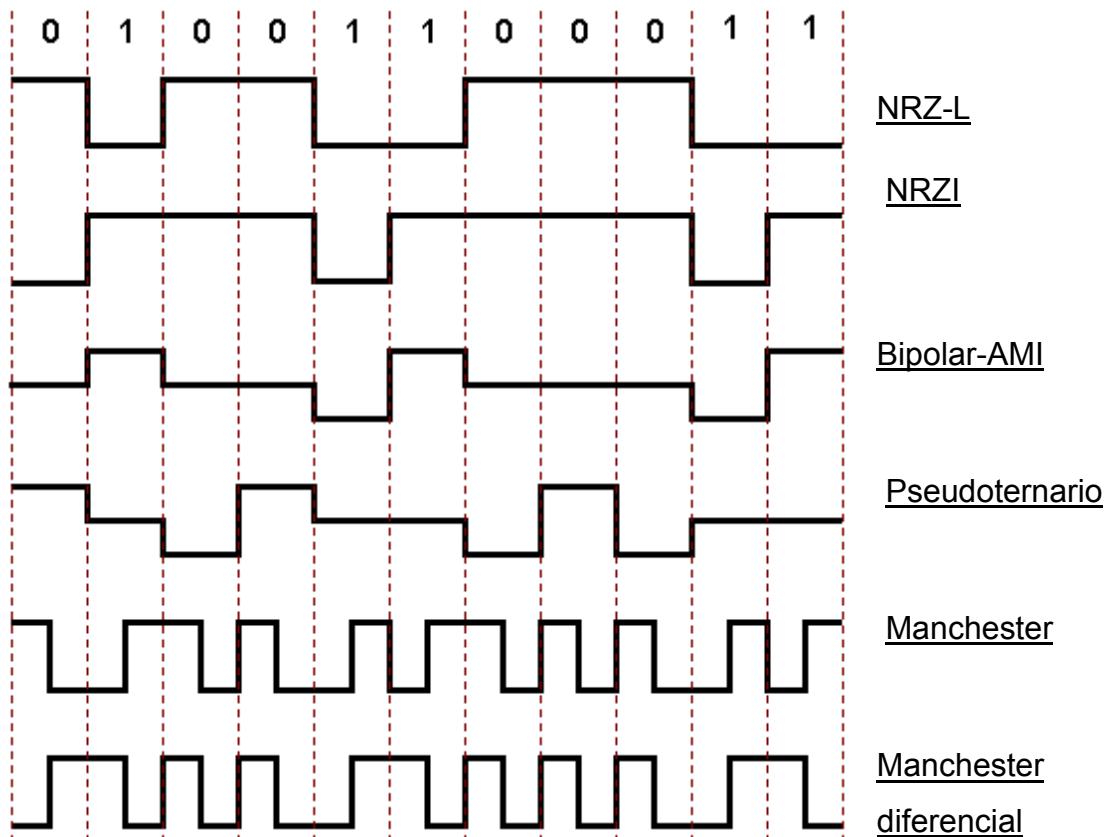 0 1 0 0 1 1 0 0 0 1 1
NRZ-L
NRZI
Bipolar-AMI
Pseudoternario
Manchester
Manchester
diferencial